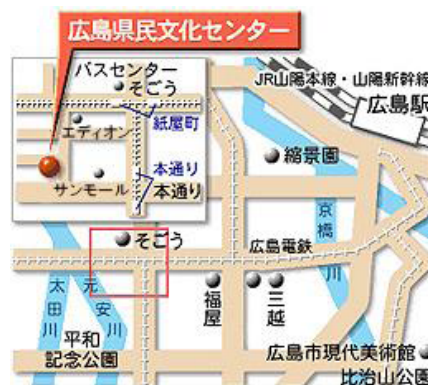 広島県民文化センター
バスセンター
そごう
紙屋町
エディオン
本通り
本通り
サンモール
JR山陽本線・山陽新幹線
広島駅
縮景園
京橋川
そごう
広島電鉄
太田川
元安川
福屋
三越
平和
記念公園
広島市現代美術館
比治山公園